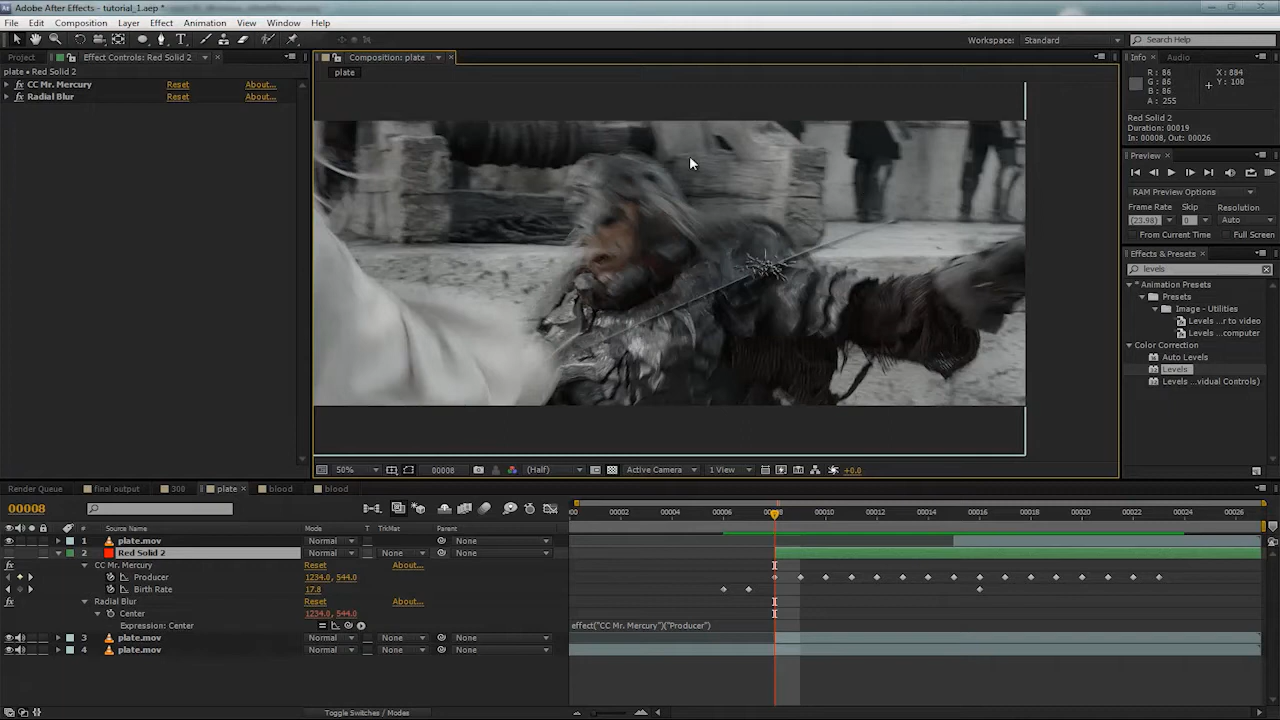 Adobe After Effects - tutorial_1.aep *
File Edit Composition Layer Effect Animation View Window Help
Workspace: Standard Search Help
Project Effect Controls: Red Solid 2 Composition: plate Info Audio
plate • Red Solid 2 plate
fx CC Mr. Mercury Reset About...
fx Radial Blur Reset About...
R: 86 X: 884
G: 86 Y: 100
B: 86
A: 255
Red Solid 2
Duration: 00019
In: 00008, Out: 00026
Preview
RAM Preview Options
Frame Rate Skip Resolution
(23.98) 0 Auto
From Current Time Full Screen
Effects & Presets
levels
* Animation Presets
Presets
Image - Utilities
Levels ...r to video
Levels ...computer
Color Correction
Auto Levels
Levels
Levels ...vidual Controls)
50% 00008 (Half) Active Camera 1 View +0.0
Render Queue final output 300 plate blood blood
00008
00002 00004 00006 00008 00010 00012 00014 00016 00018 00020 00022 00024 00026
# Source Name Mode T TrkMat Parent
1 plate.mov Normal None
2 Red Solid 2 Normal None None
fx CC Mr. Mercury Reset About...
Producer 1234.0, 544.0
Birth Rate 17.8
fx Radial Blur Reset About...
Center 1234.0, 544.0
Expression: Center effect("CC Mr. Mercury")("Producer")
3 plate.mov Normal None None
4 plate.mov Normal None None
Toggle Switches / Modes